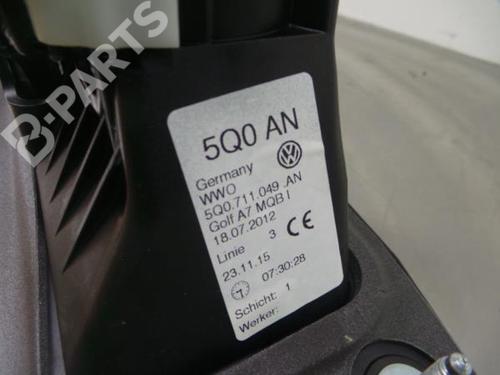 B-PARTS
5Q0 AN
Germany
WWO
5Q0.711.049 .AN
Golf A7 MQB I
18.07.2012
Linie 3 CE
23.11.15
07:30:28
Schicht: 1
Werker: